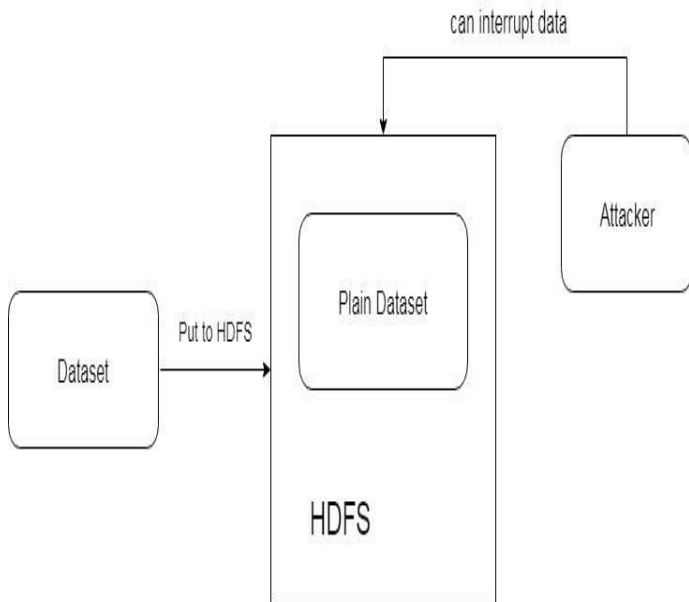 can interrupt data
Attacker
Plain Dataset
Put to HDFS
Dataset
HDFS